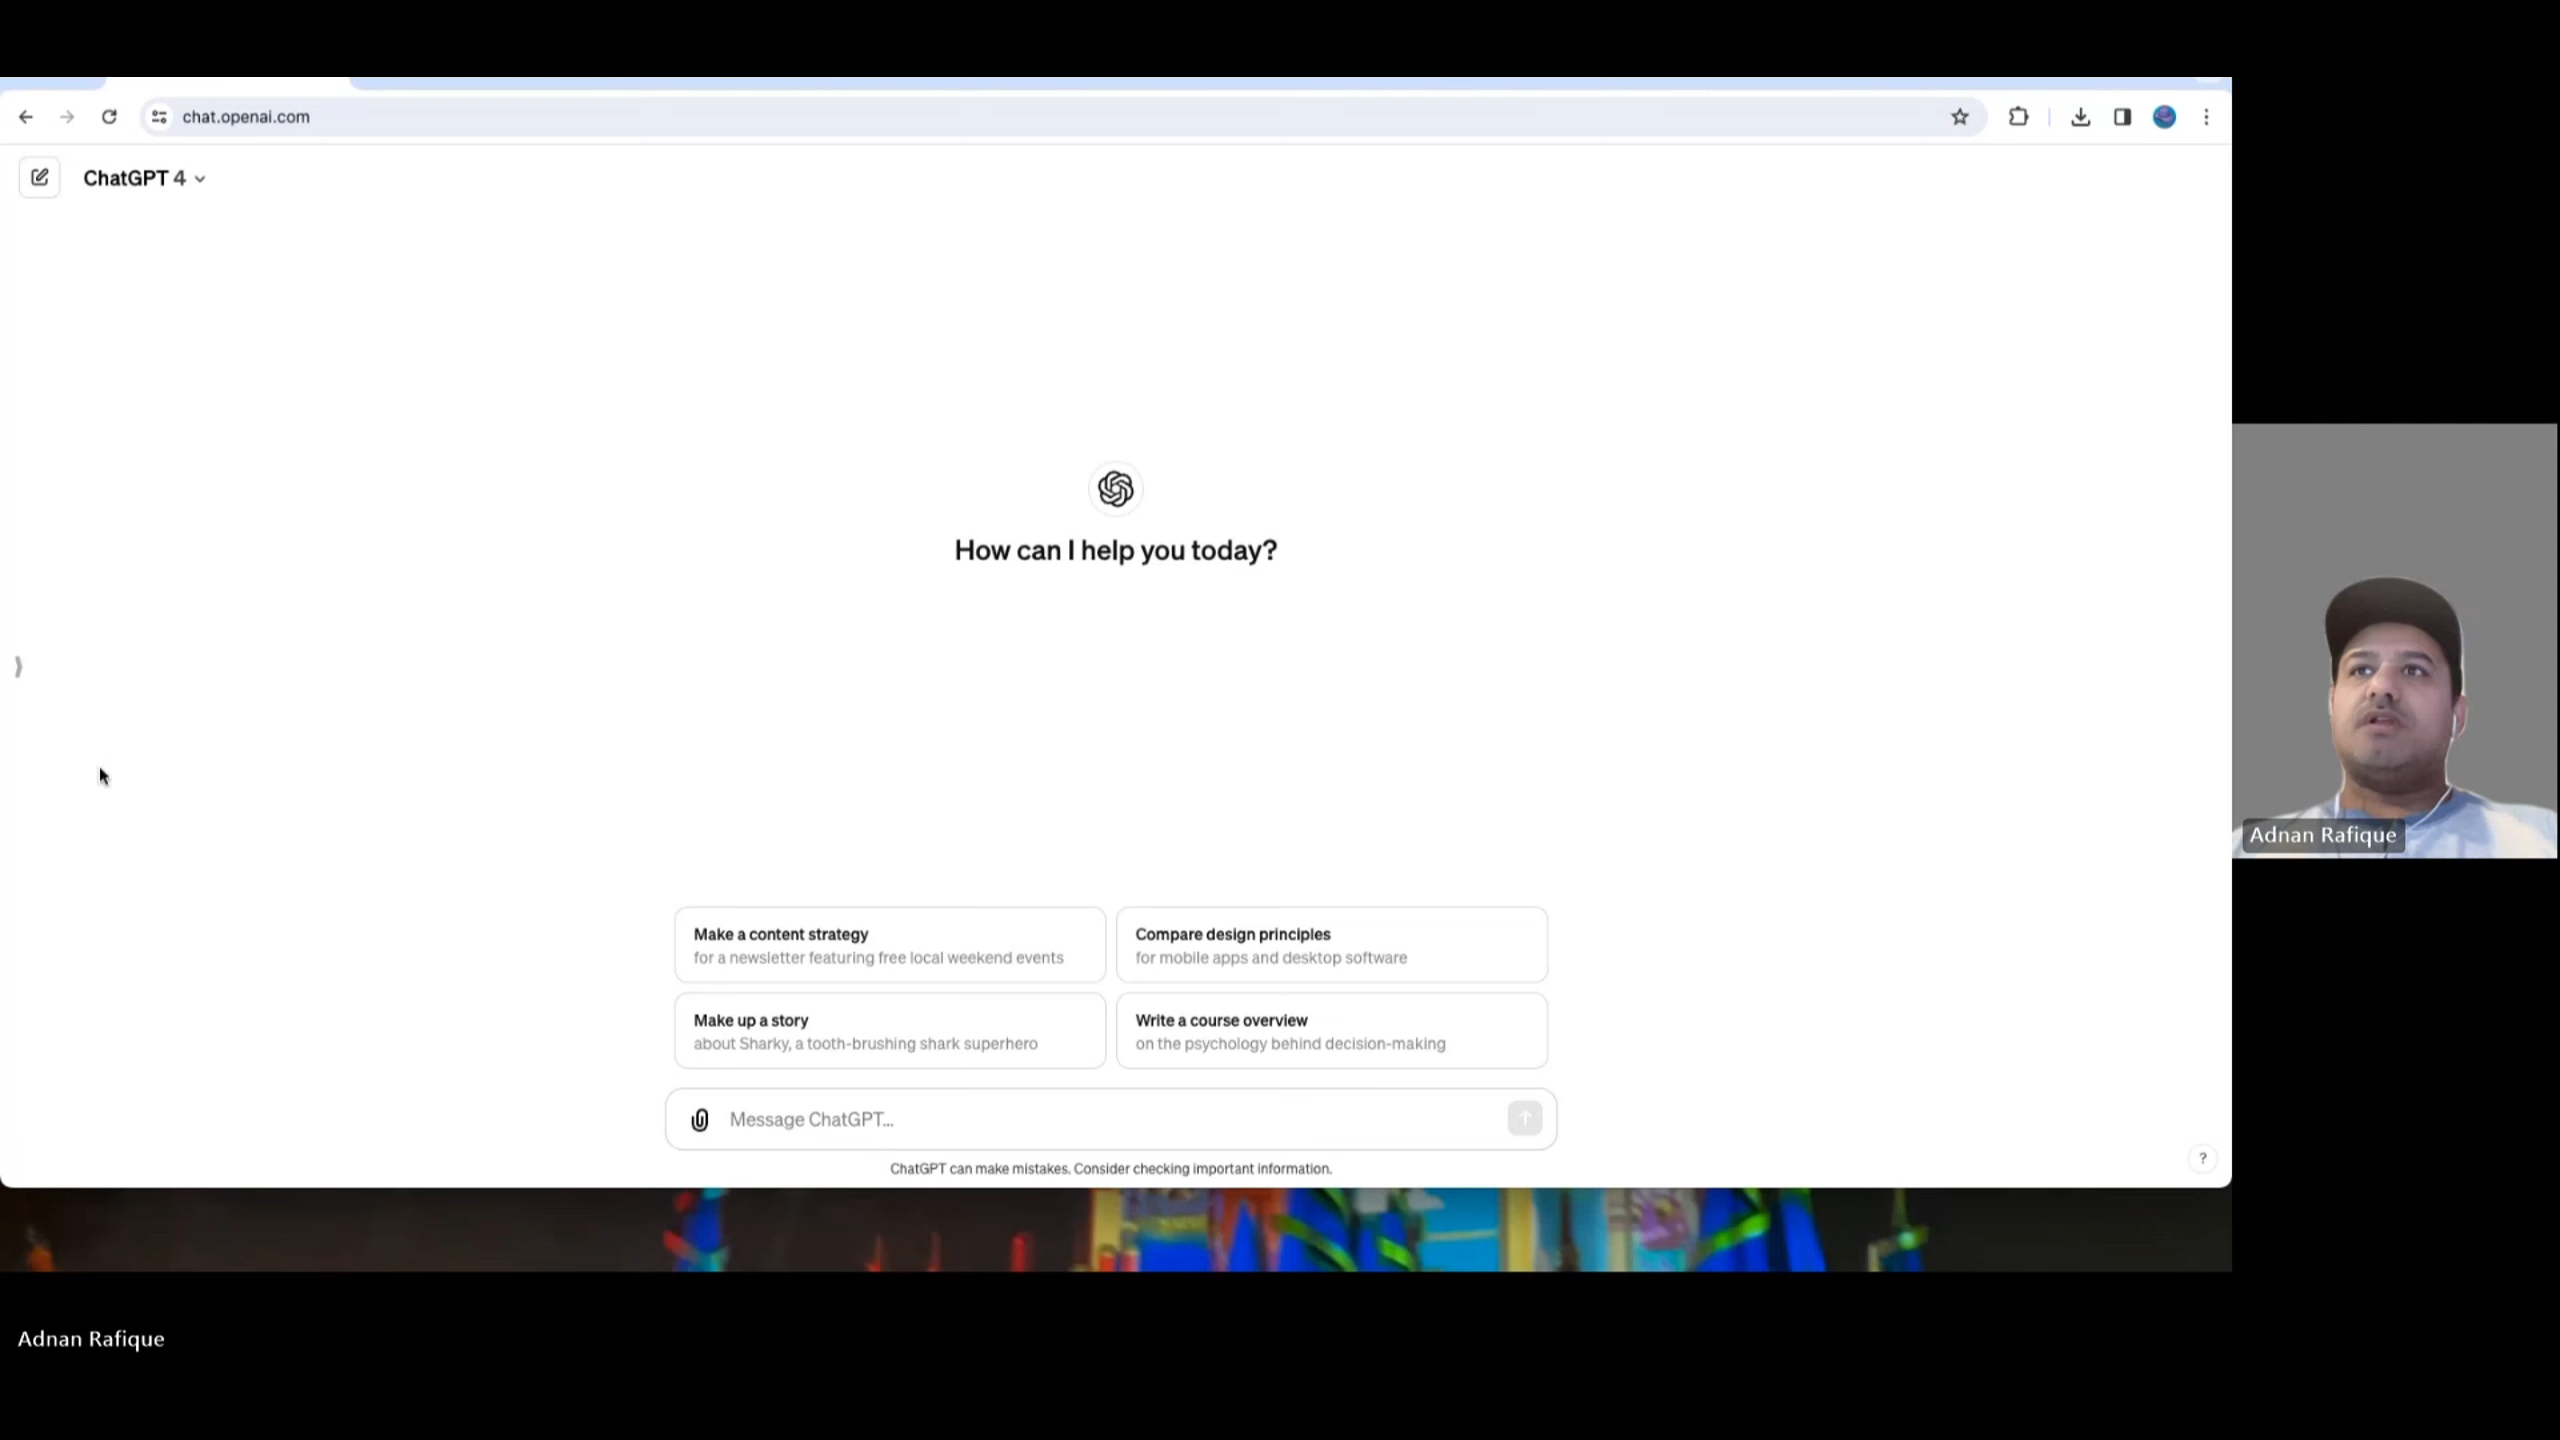 chat.openai.com
ChatGPT 4
How can I help you today?
Make a content strategy
for a newsletter featuring free local weekend events
Compare design principles
for mobile apps and desktop software
Make up a story
about Sharky, a tooth-brushing shark superhero
Write a course overview
on the psychology behind decision-making
Message ChatGPT...
ChatGPT can make mistakes. Consider checking important information.
?
Adnan Rafique
Adnan Rafique